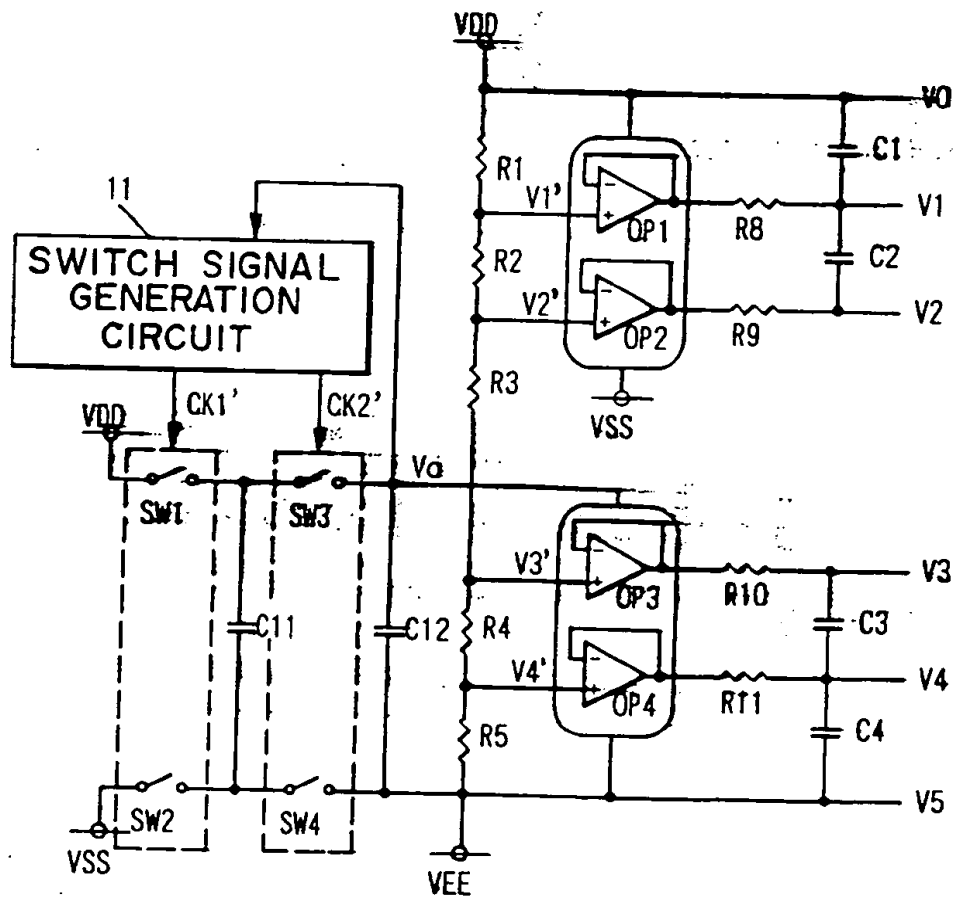 VDD
V0
C1
R1
11
V1'
V1
OP1
R8
SWITCH SIGNAL
GENERATION
CIRCUIT
R2
C2
V2'
V2
OP2
R9
R3
CK1'
CK2'
VDD
VSS
Va
SW1
SW3
V3'
V3
OP3
R10
C11
C12
R4
C3
V4'
V4
OP4
R11
R5
C4
SW2
SW4
V5
VSS
VEE